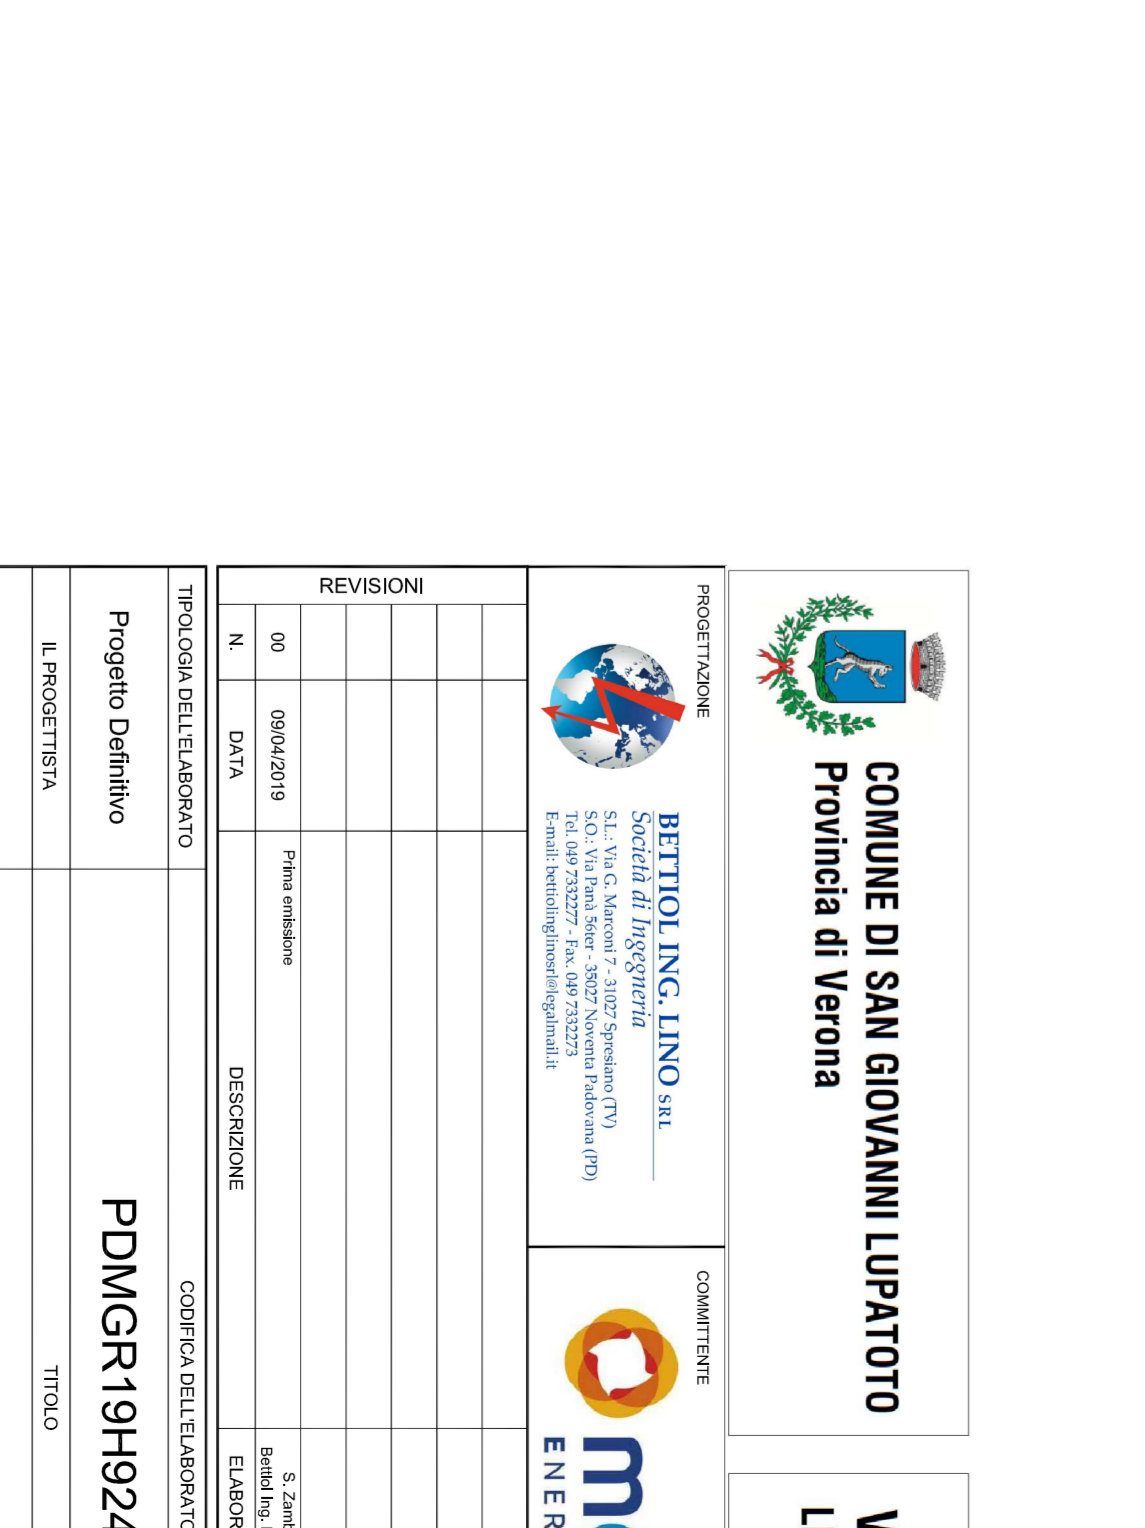 COMUNE DI SAN GIOVANNI LUPATOTO
Provincia di Verona
PROGETTAZIONE
BETTIOL ING. LINO SRL
Società di Ingegneria
S.L.: Via G. Marconi 7 - 31027 Spresiano (TV)
S.O.: Via Panà 56ter - 35027 Noventa Padovana (PD)
Tel. 049 7332277 - Fax. 049 7332273
E-mail: bettiolinglinosrl@legalmail.it
COMMITTENTE
REVISIONI
00 09/04/2019 Prima emissione S.
Bettiol Ing.
N. DATA DESCRIZIONE
TIPOLOGIA DELL'ELABORATO CODIFICA DELL'ELABORATO
Progetto Definitivo PDMGR19H924
IL PROGETTISTA TITOLO